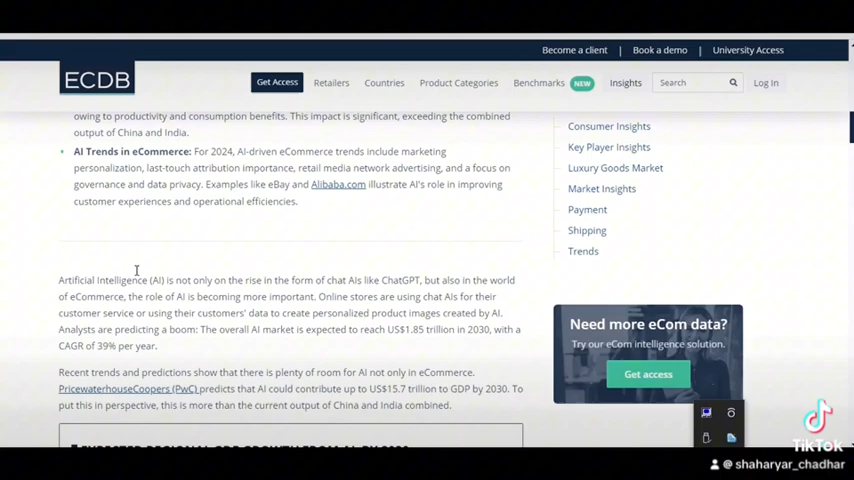 Become a client | Book a demo | University Access
ECDB
Get Access Retailers Countries Product Categories Benchmarks NEW Insights Search Log In
owing to productivity and consumption benefits. This impact is significant, exceeding the combined
output of China and India.
AI Trends in eCommerce: For 2024, AI-driven eCommerce trends include marketing
personalization, last-touch attribution importance, retail media network advertising, and a focus on
governance and data privacy. Examples like eBay and Alibaba.com illustrate AI's role in improving
customer experiences and operational efficiencies.
Artificial Intelligence (AI) is not only on the rise in the form of chat AIs like ChatGPT, but also in the world
of eCommerce, the role of AI is becoming more important. Online stores are using chat AIs for their
customer service or using their customers' data to create personalized product images created by AI.
Analysts are predicting a boom: The overall AI market is expected to reach US$1.85 trillion in 2030, with a
CAGR of 39% per year.
Recent trends and predictions show that there is plenty of room for AI not only in eCommerce.
PricewaterhouseCoopers (PwC) predicts that AI could contribute up to US$15.7 trillion to GDP by 2030. To
put this in perspective, this is more than the current output of China and India combined.
Consumer Insights
Key Player Insights
Luxury Goods Market
Market Insights
Payment
Shipping
Trends
Need more eCom data?
Try our eCom intelligence solution.
Get access
TikTok
@ shaharyar_chadhar